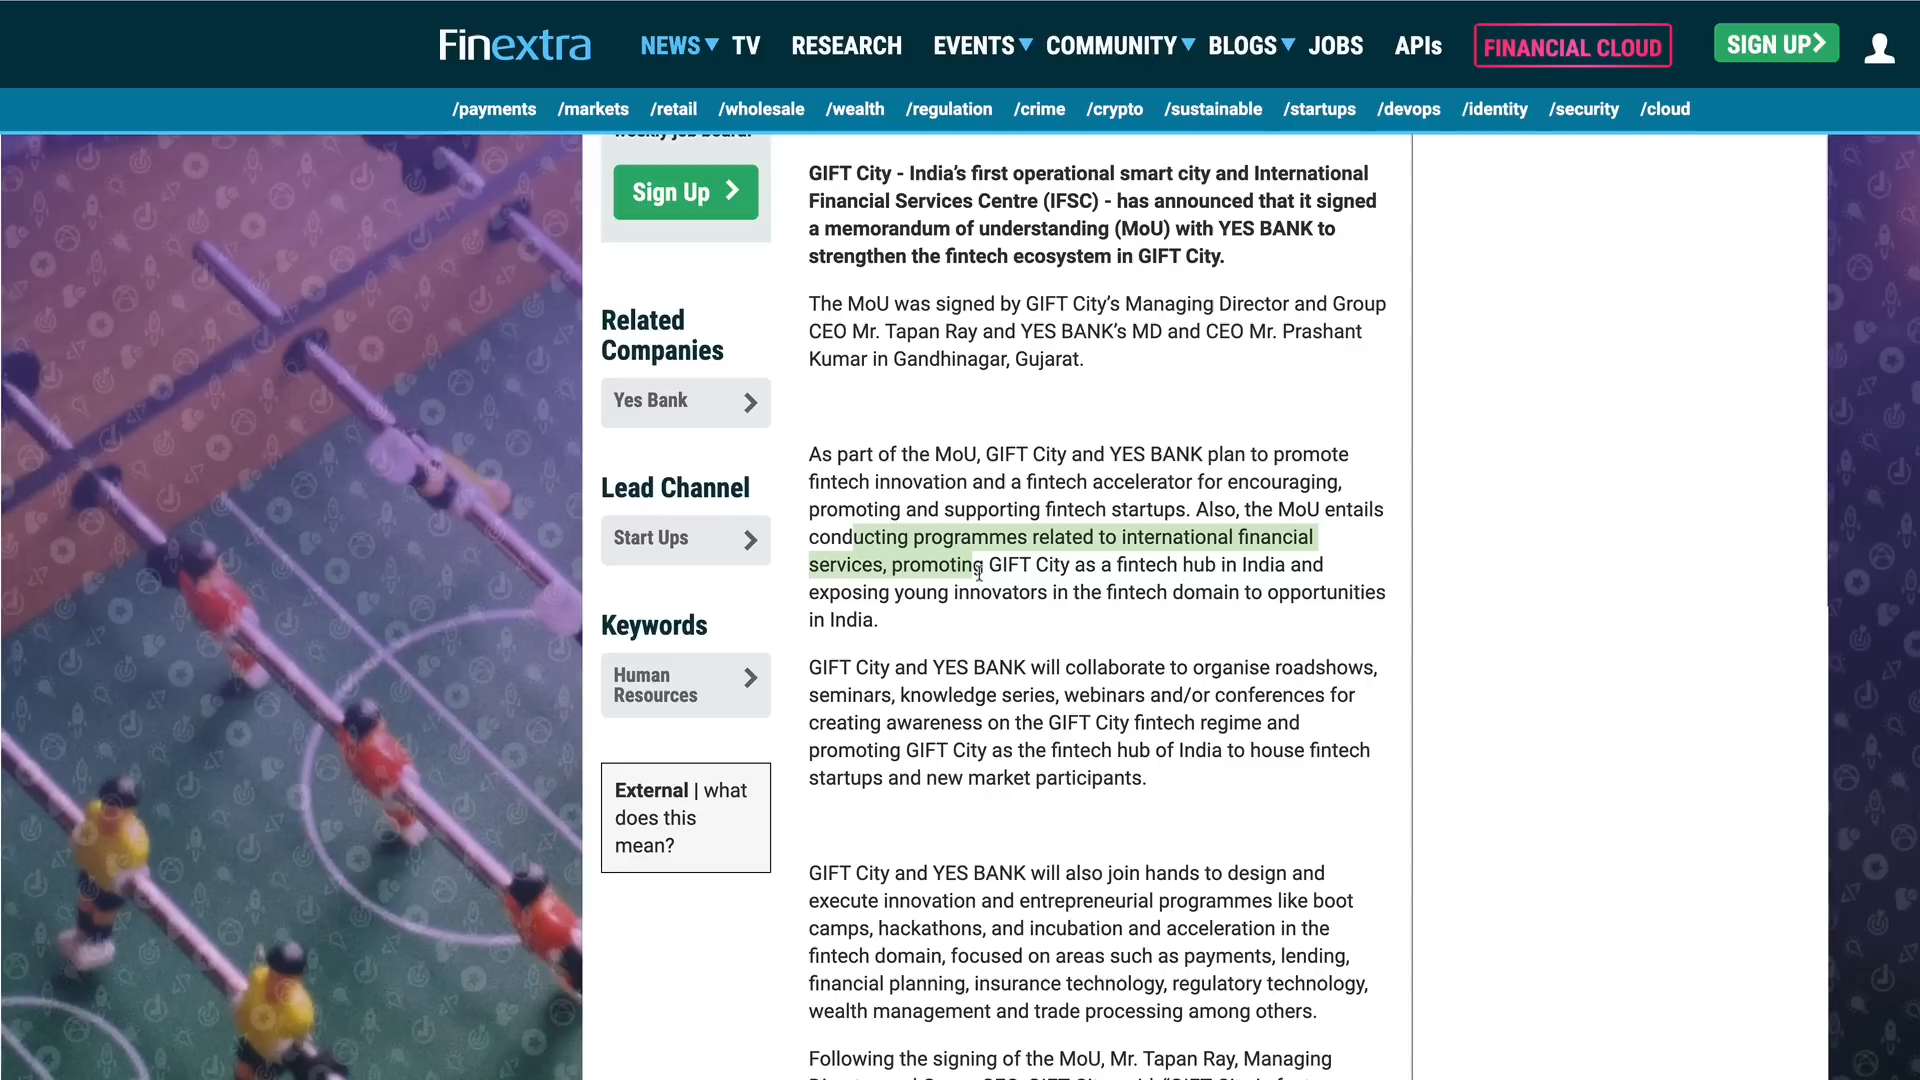 Finextra
NEWS TV RESEARCH EVENTS COMMUNITY BLOGS JOBS APIs FINANCIAL CLOUD SIGN UP
/payments /markets /retail /wholesale /wealth /regulation /crime /crypto /sustainable /startups /devops /identity /security /cloud
weekly job board.
Sign Up
Related
Companies
Yes Bank
Lead Channel
Start Ups
Keywords
Human
Resources
External | what
does this
mean?
GIFT City - India’s first operational smart city and International
Financial Services Centre (IFSC) - has announced that it signed
a memorandum of understanding (MoU) with YES BANK to
strengthen the fintech ecosystem in GIFT City.
The MoU was signed by GIFT City’s Managing Director and Group
CEO Mr. Tapan Ray and YES BANK’s MD and CEO Mr. Prashant
Kumar in Gandhinagar, Gujarat.
As part of the MoU, GIFT City and YES BANK plan to promote
fintech innovation and a fintech accelerator for encouraging,
promoting and supporting fintech startups. Also, the MoU entails
conducting programmes related to international financial
services, promoting GIFT City as a fintech hub in India and
exposing young innovators in the fintech domain to opportunities
in India.
GIFT City and YES BANK will collaborate to organise roadshows,
seminars, knowledge series, webinars and/or conferences for
creating awareness on the GIFT City fintech regime and
promoting GIFT City as the fintech hub of India to house fintech
startups and new market participants.
GIFT City and YES BANK will also join hands to design and
execute innovation and entrepreneurial programmes like boot
camps, hackathons, and incubation and acceleration in the
fintech domain, focused on areas such as payments, lending,
financial planning, insurance technology, regulatory technology,
wealth management and trade processing among others.
Following the signing of the MoU, Mr. Tapan Ray, Managing